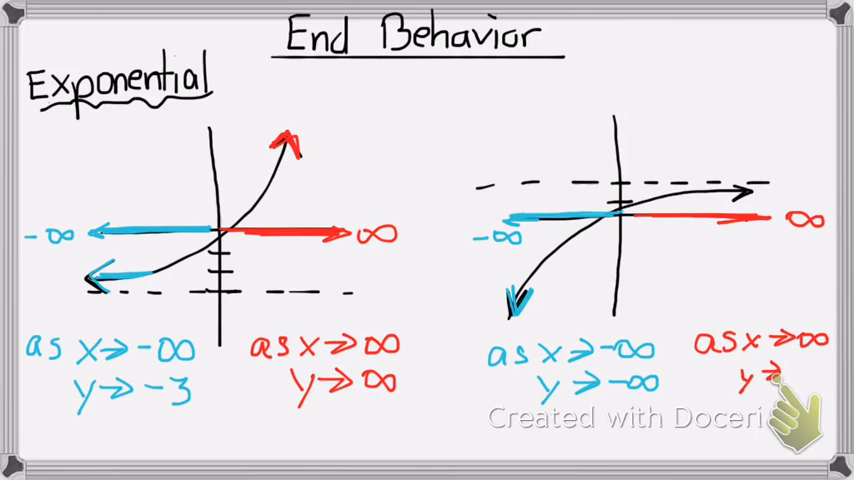 End Behavior
Exponential
-∞ ∞
-∞ ∞
as x→-∞ as x→∞
y→-3 y→∞
as x→-∞ as x→∞
y→-∞ y→
Created with Doceri